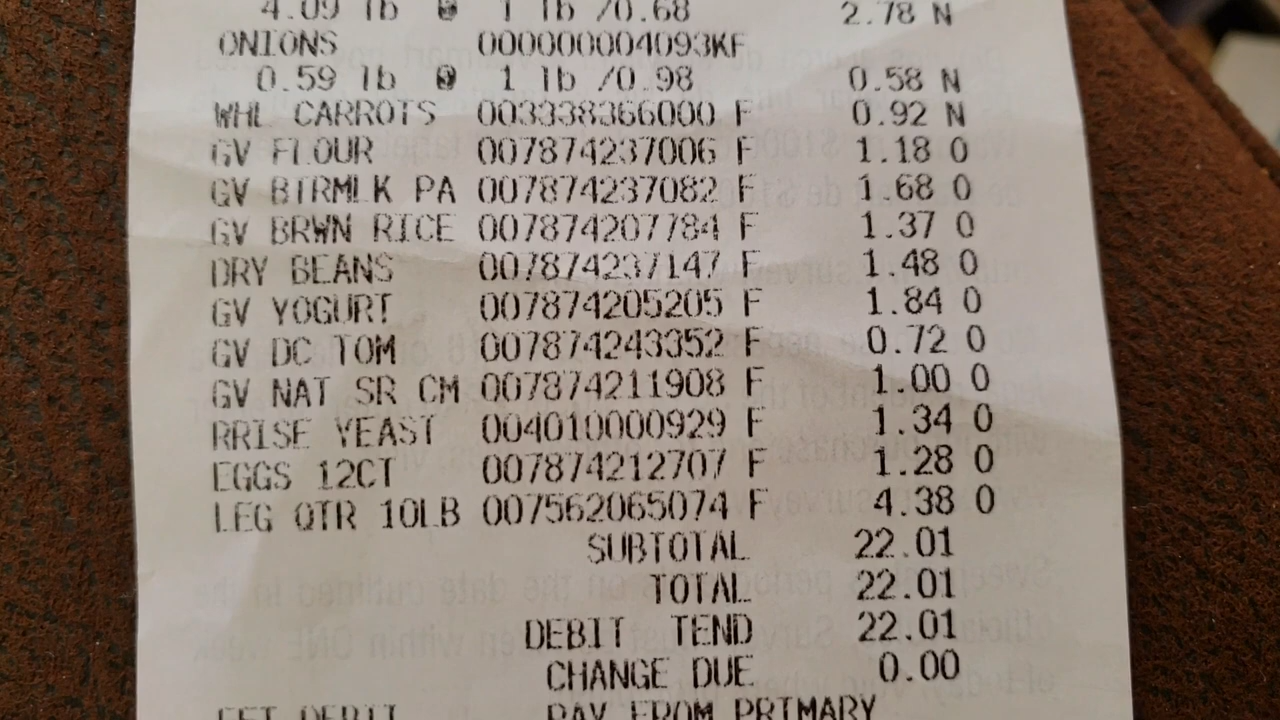 4.09 lb @ 1 lb /0.68 2.78 N
ONIONS 000000004093KF
0.59 lb @ 1 lb /0.98 0.58 N
WHL CARROTS 003338366000 F 0.92 N
GV FLOUR 007874237006 F 1.18 O
GV BTRMLK PA 007874237082 F 1.68 O
GV BRWN RICE 007874207784 F 1.37 O
DRY BEANS 007874237147 F 1.48 O
GV YOGURT 007874205205 F 1.84 O
GV DC TOM 007874243352 F 0.72 O
GV NAT SR CM 007874211908 F 1.00 O
RRISE YEAST 004010000929 F 1.34 O
EGGS 12CT 007874212707 F 1.28 O
LEG QTR 10LB 007562065074 F 4.38 O
SUBTOTAL 22.01
TOTAL 22.01
DEBIT TEND 22.01
CHANGE DUE 0.00
EFT DEBIT PAY FROM PRIMARY